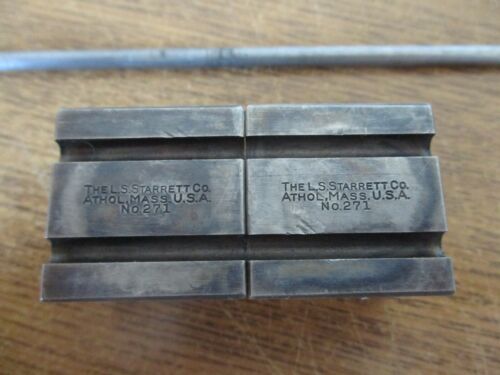 THE L.S. STARRETT CO.
ATHOL, MASS. U.S.A.
NO. 271
THE L.S. STARRETT CO.
ATHOL, MASS. U.S.A.
NO. 271